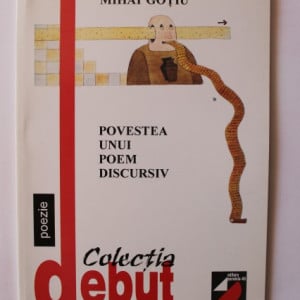 MIHAI GOȚIU
POVESTEA
UNUI
POEM
DISCURSIV
poezie
Colecția
debut